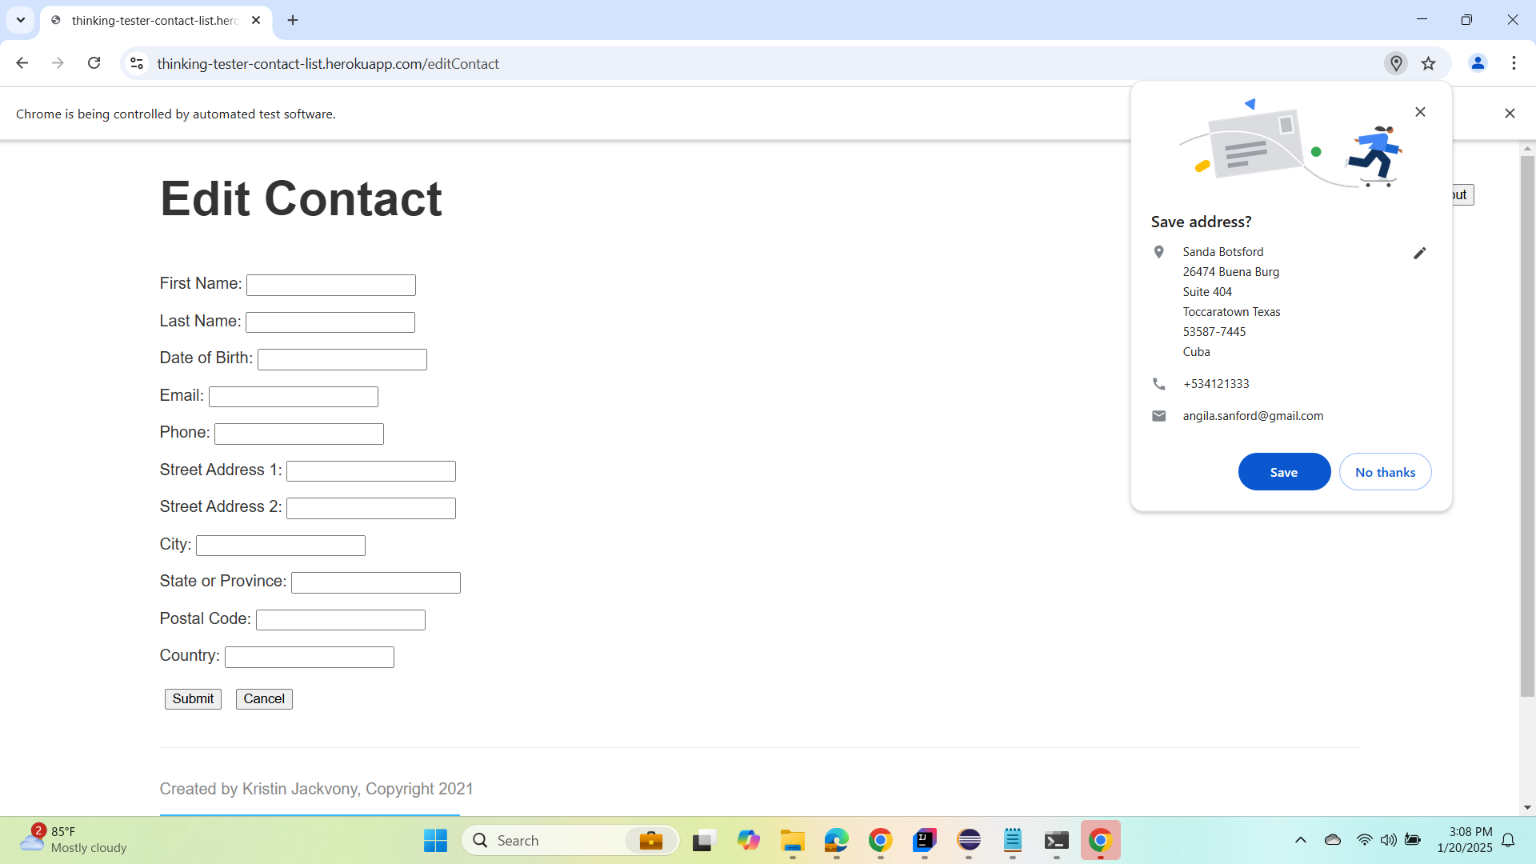 thinking-tester-contact-list.herc
thinking-tester-contact-list.herokuapp.com/editContact
Chrome is being controlled by automated test software.
Edit Contact
First Name:
Last Name:
Date of Birth:
Email:
Phone:
Street Address 1:
Street Address 2:
City:
State or Province:
Postal Code:
Country:
Submit Cancel
Created by Kristin Jackvony, Copyright 2021
out
Save address?
Sanda Botsford
26474 Buena Burg
Suite 404
Toccaratown Texas
53587-7445
Cuba
+534121333
angila.sanford@gmail.com
Save No thanks
2
85°F
Mostly cloudy
Search
3:08 PM
1/20/2025